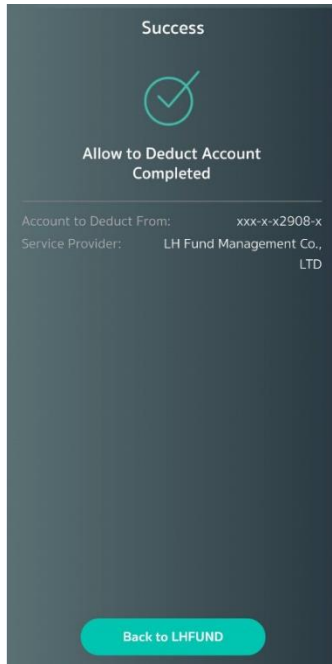 Success
Allow to Deduct Account
Completed
Account to Deduct From: xxx-x-x2908-x
Service Provider: LH Fund Management Co.,
LTD
Back to LHFUND